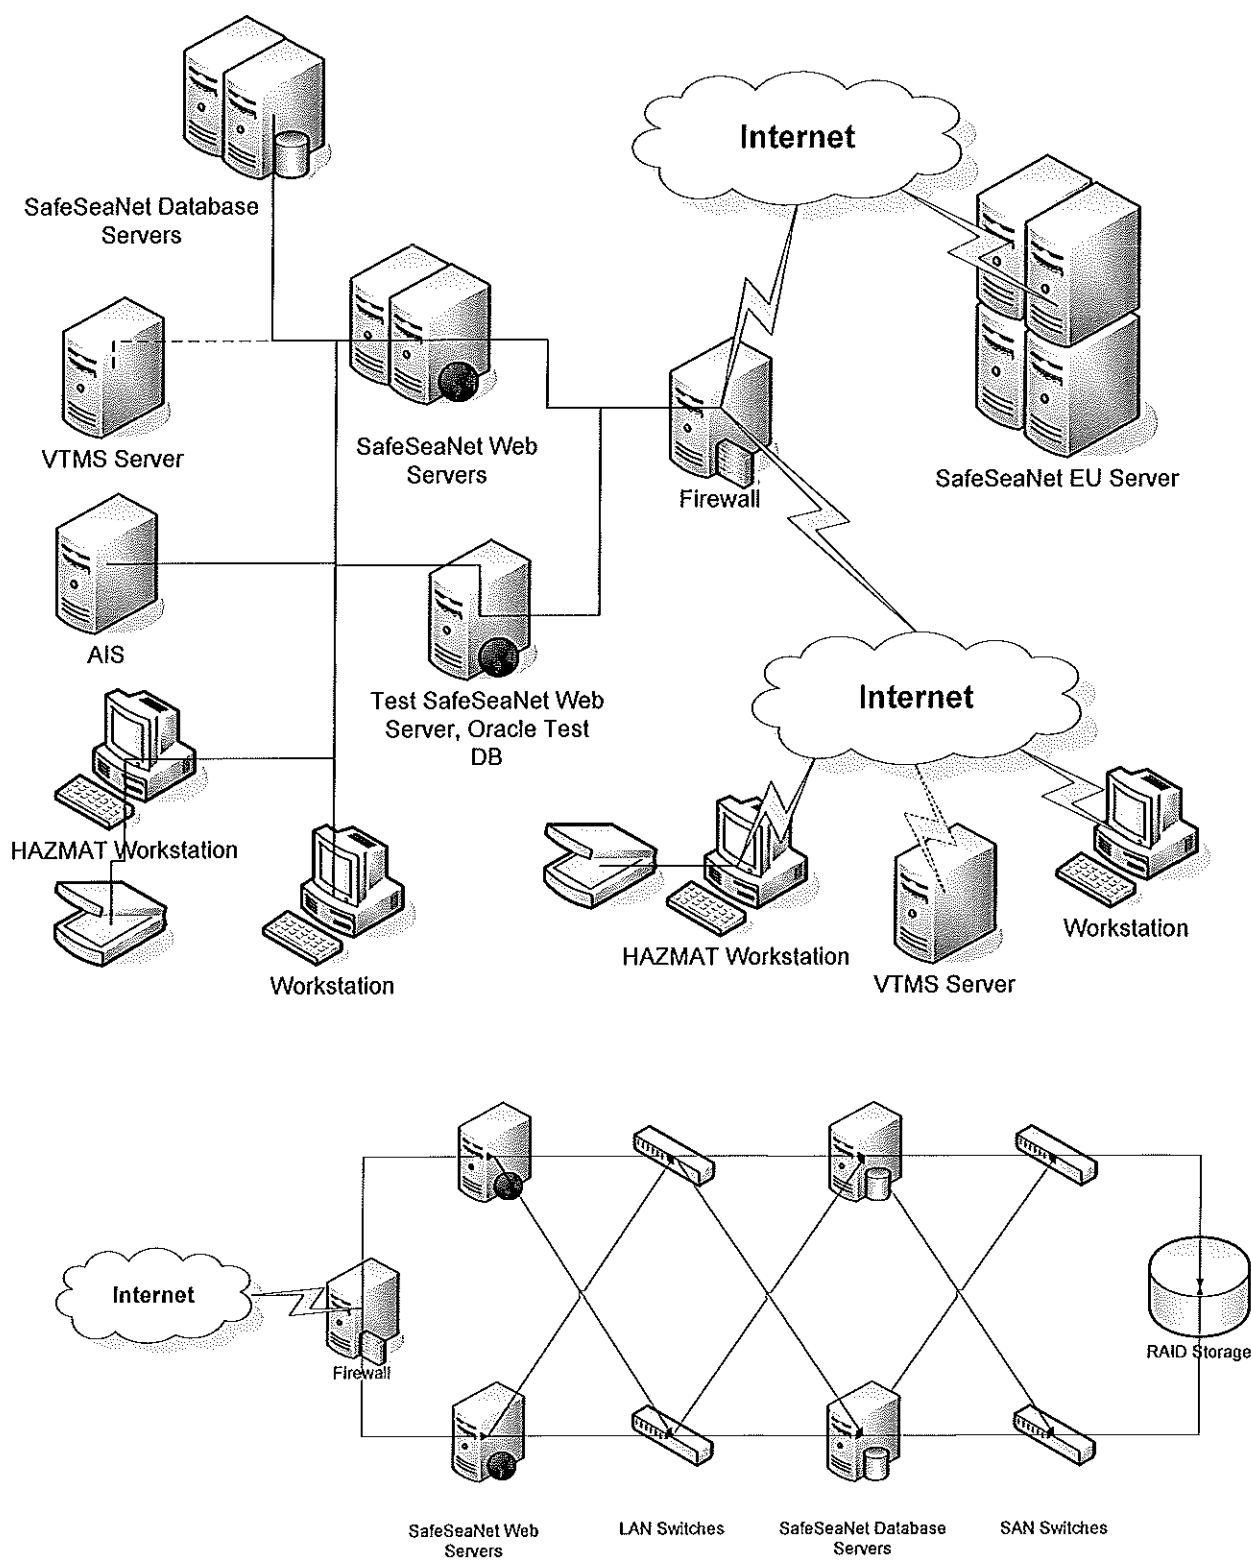 Internet
SafeSeaNet Database
Servers
VTMS Server
SafeSeaNet Web
Servers
Firewall
SafeSeaNet EU Server
AIS
Test SafeSeaNet Web
Server, Oracle Test
DB
Internet
HAZMAT Workstation
Workstation
HAZMAT Workstation
VTMS Server
Workstation
Internet
Firewall
RAID Storage
SafeSeaNet Web
Servers
LAN Switches
SafeSeaNet Database
Servers
SAN Switches